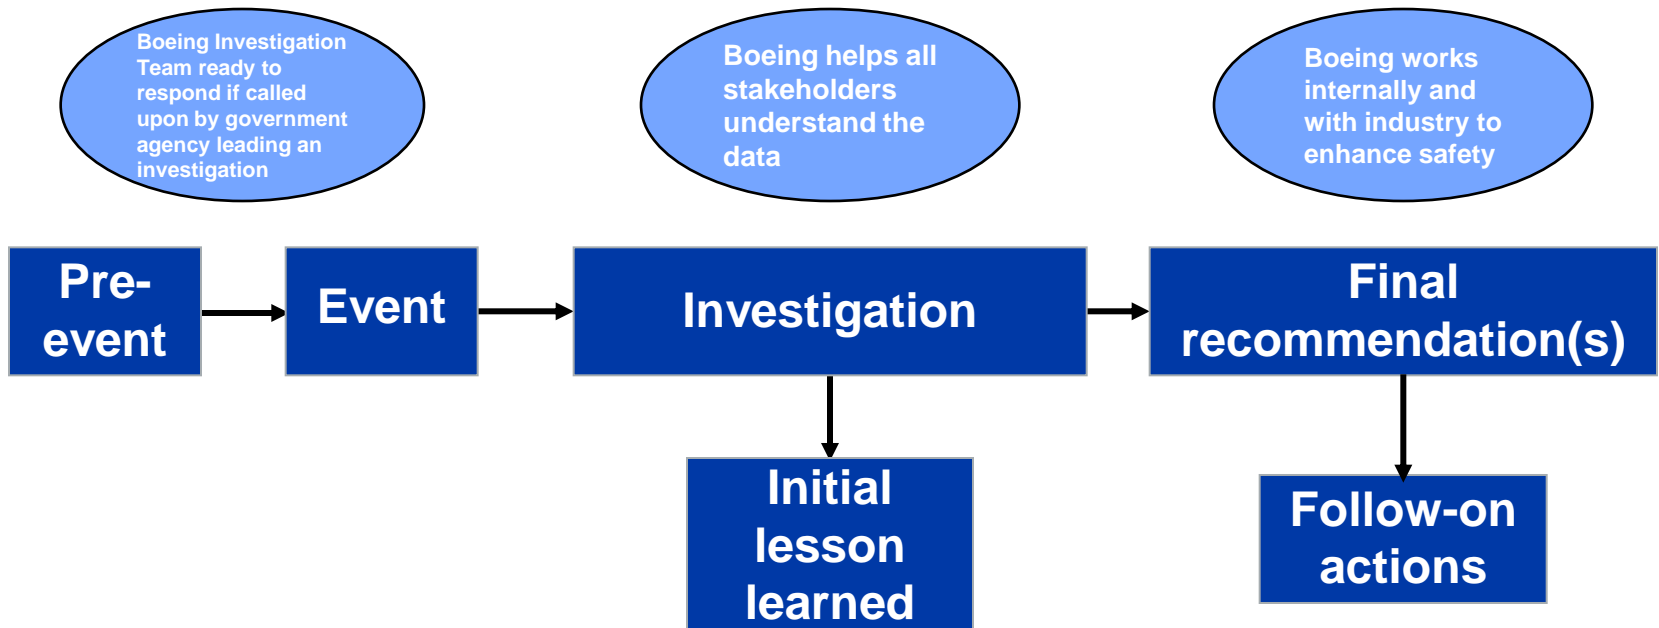 Boeing Investigation
Team ready to
respond if called
upon by government
agency leading an
investigation
Boeing helps all
stakeholders
understand the
data
Boeing works
internally and
with industry to
enhance safety
Pre-
event
Event
Investigation
Final
recommendation(s)
Initial
lesson
learned
Follow-on
actions